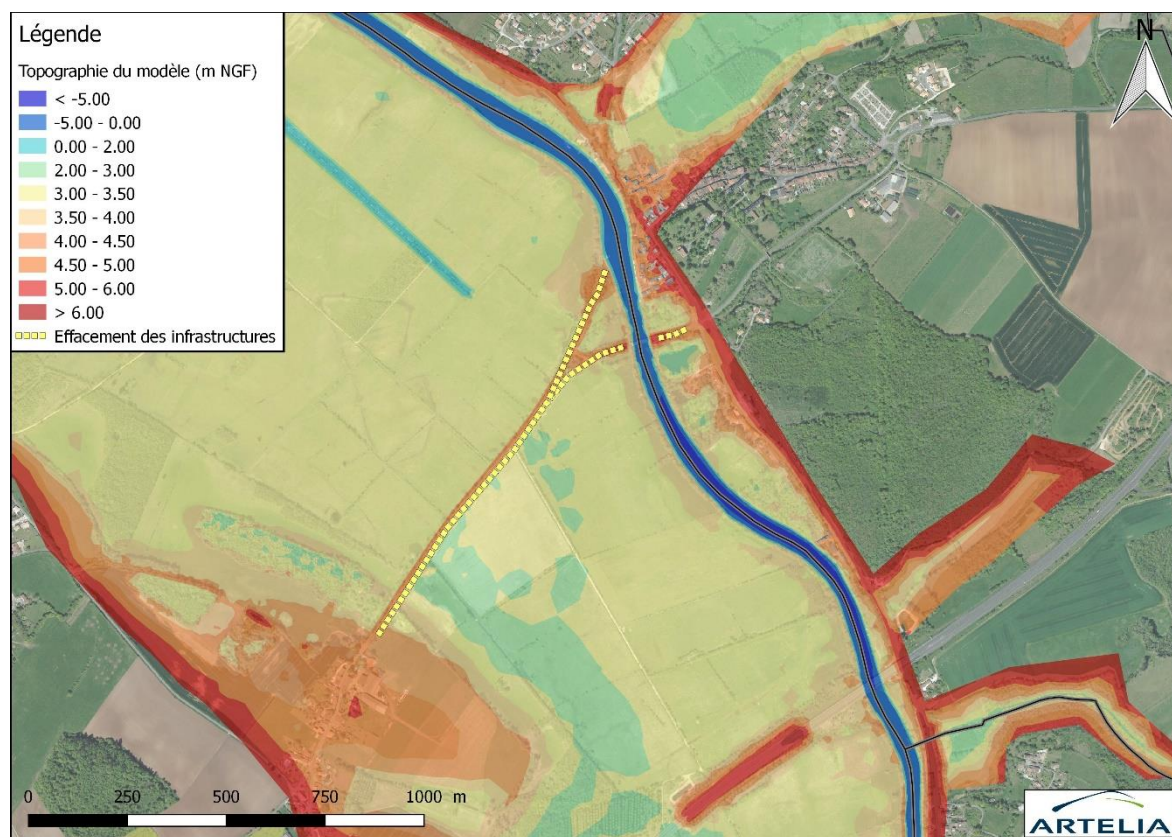 Légende
Topographie du modèle (m NGF)
< -5.00
-5.00 - 0.00
0.00 - 2.00
2.00 - 3.00
3.00 - 3.50
3.50 - 4.00
4.00 - 4.50
4.50 - 5.00
5.00 - 6.00
> 6.00
Effacement des infrastructures
N
0 250 500 750 1000 m
ARTELIA